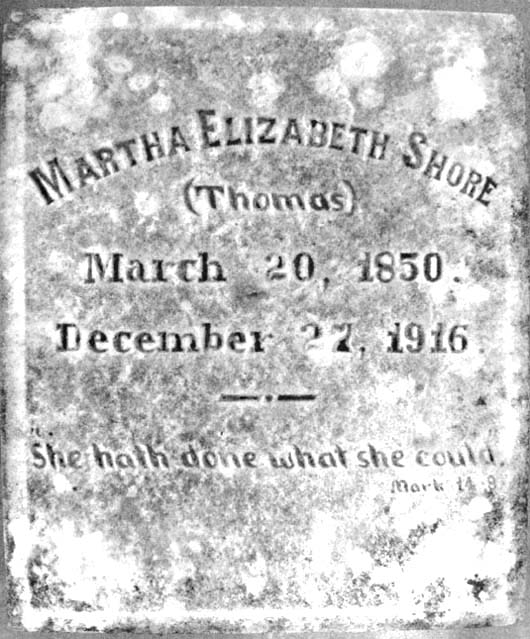 MARTHA ELIZABETH SHORE
(Thomas)
March 20, 1850.
December 27, 1916.
"She hath done what she could."
Mark 14-8